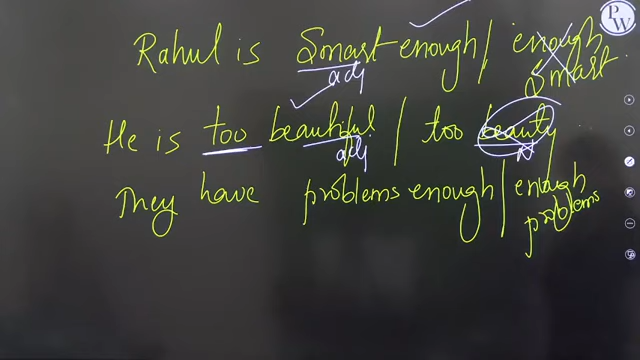 Rahul is Smart enough / enough Smart
adj
He is too beautiful / too beauty
adj N
They have problems enough / enough problems
PW